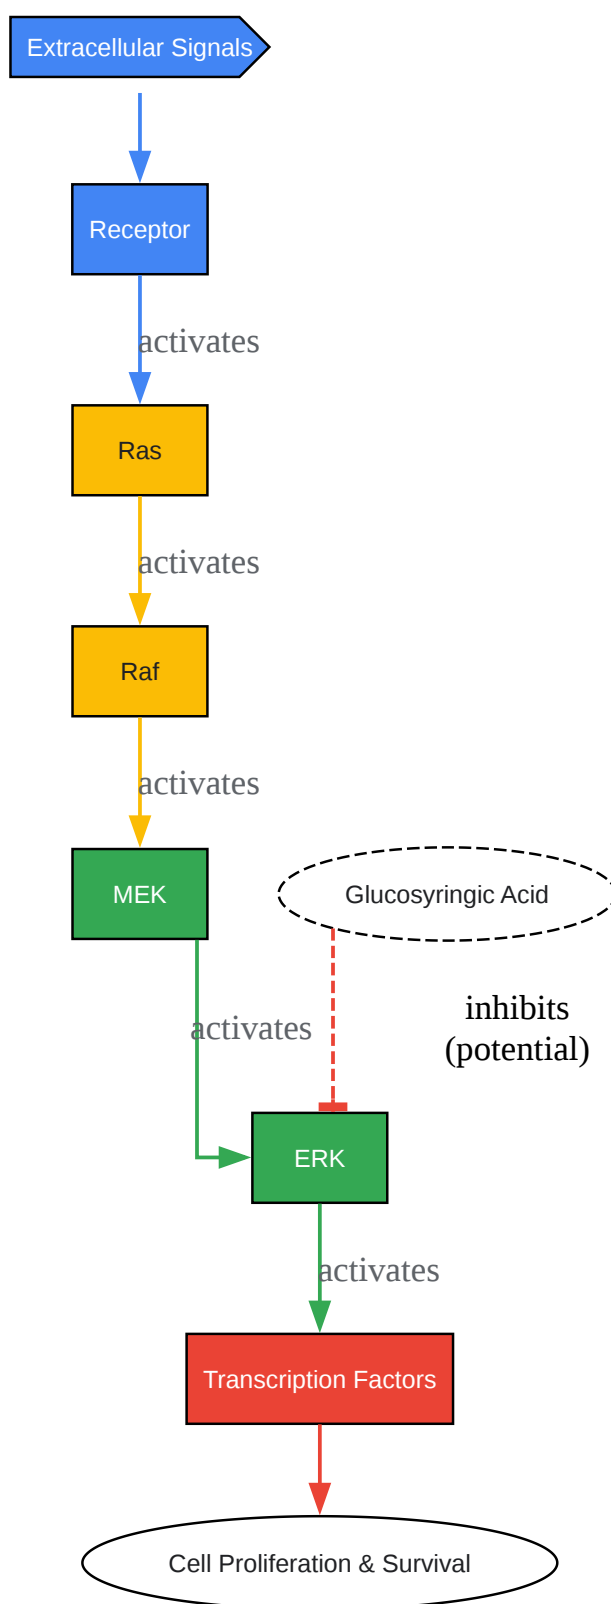 Extracellular Signals
Receptor
activates
Ras
activates
Raf
activates
MEK
Glucosyringic Acid
inhibits
(potential)
activates
ERK
activates
Transcription Factors
Cell Proliferation & Survival